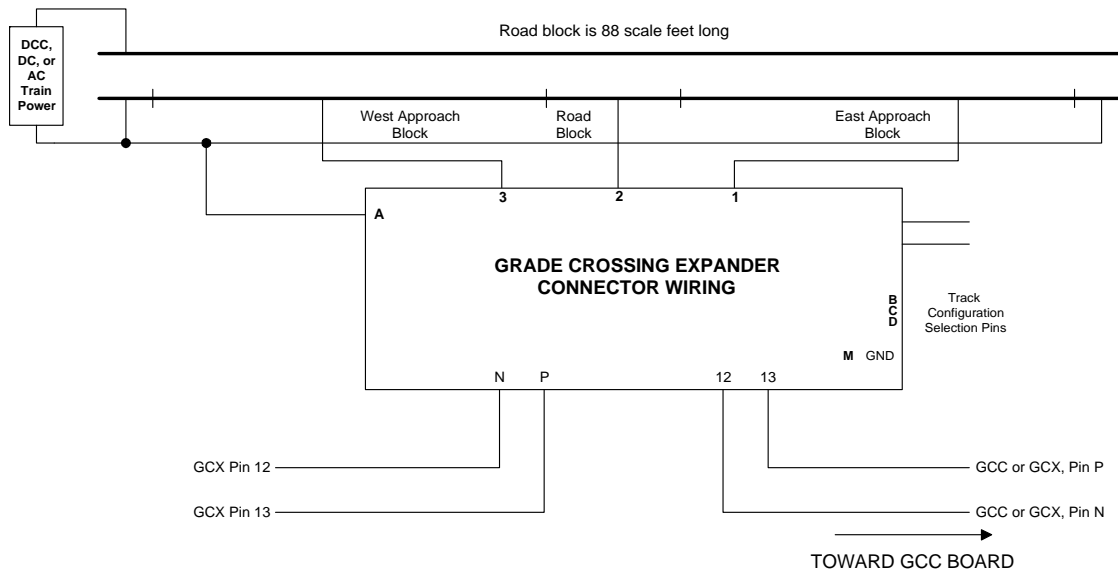 Road block is 88 scale feet long
DCC,
DC, or
AC
Train
Power
West Approach
Block
Road
Block
East Approach
Block
3
2
1
A
GRADE CROSSING EXPANDER
CONNECTOR WIRING
B
C
D
Track
Configuration
Selection Pins
M GND
N P 12 13
GCX Pin 12
GCC or GCX, Pin P
GCX Pin 13
GCC or GCX, Pin N
TOWARD GCC BOARD